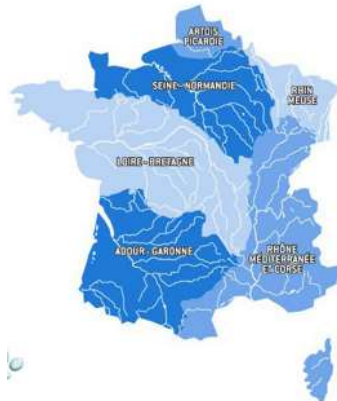 ARTOIS
PICARDIE
SEINE-NORMANDIE
RHIN
MEUSE
LOIRE-BRETAGNE
ADOUR-GARONNE
RHÔNE
MÉDITERRANÉE
ET CORSE